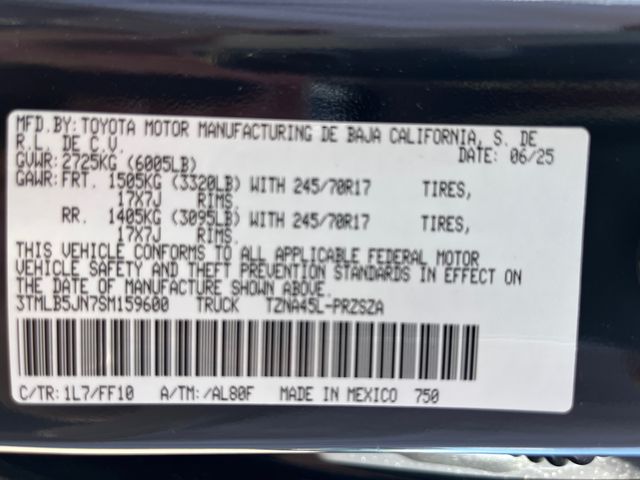 MFD.BY:TOYOTA MOTOR MANUFACTURING DE BAJA CALIFORNIA, S. DE
R.L. DE C.V. DATE: 06/25
GVWR:2725KG (6005LB)
GAWR:FRT. 1505KG (3320LB) WITH 245/70R17 TIRES,
17X7J RIMS.
RR. 1405KG (3095LB) WITH 245/70R17 TIRES,
17X7J RIMS.
THIS VEHICLE CONFORMS TO ALL APPLICABLE FEDERAL MOTOR
VEHICLE SAFETY AND THEFT PREVENTION STANDARDS IN EFFECT ON
THE DATE OF MANUFACTURE SHOWN ABOVE.
3TMLB5JN7SM159600 TRUCK TZNA45L-PRZSZA
C/TR:1L7/FF10 A/TM:/AL80F MADE IN MEXICO 750